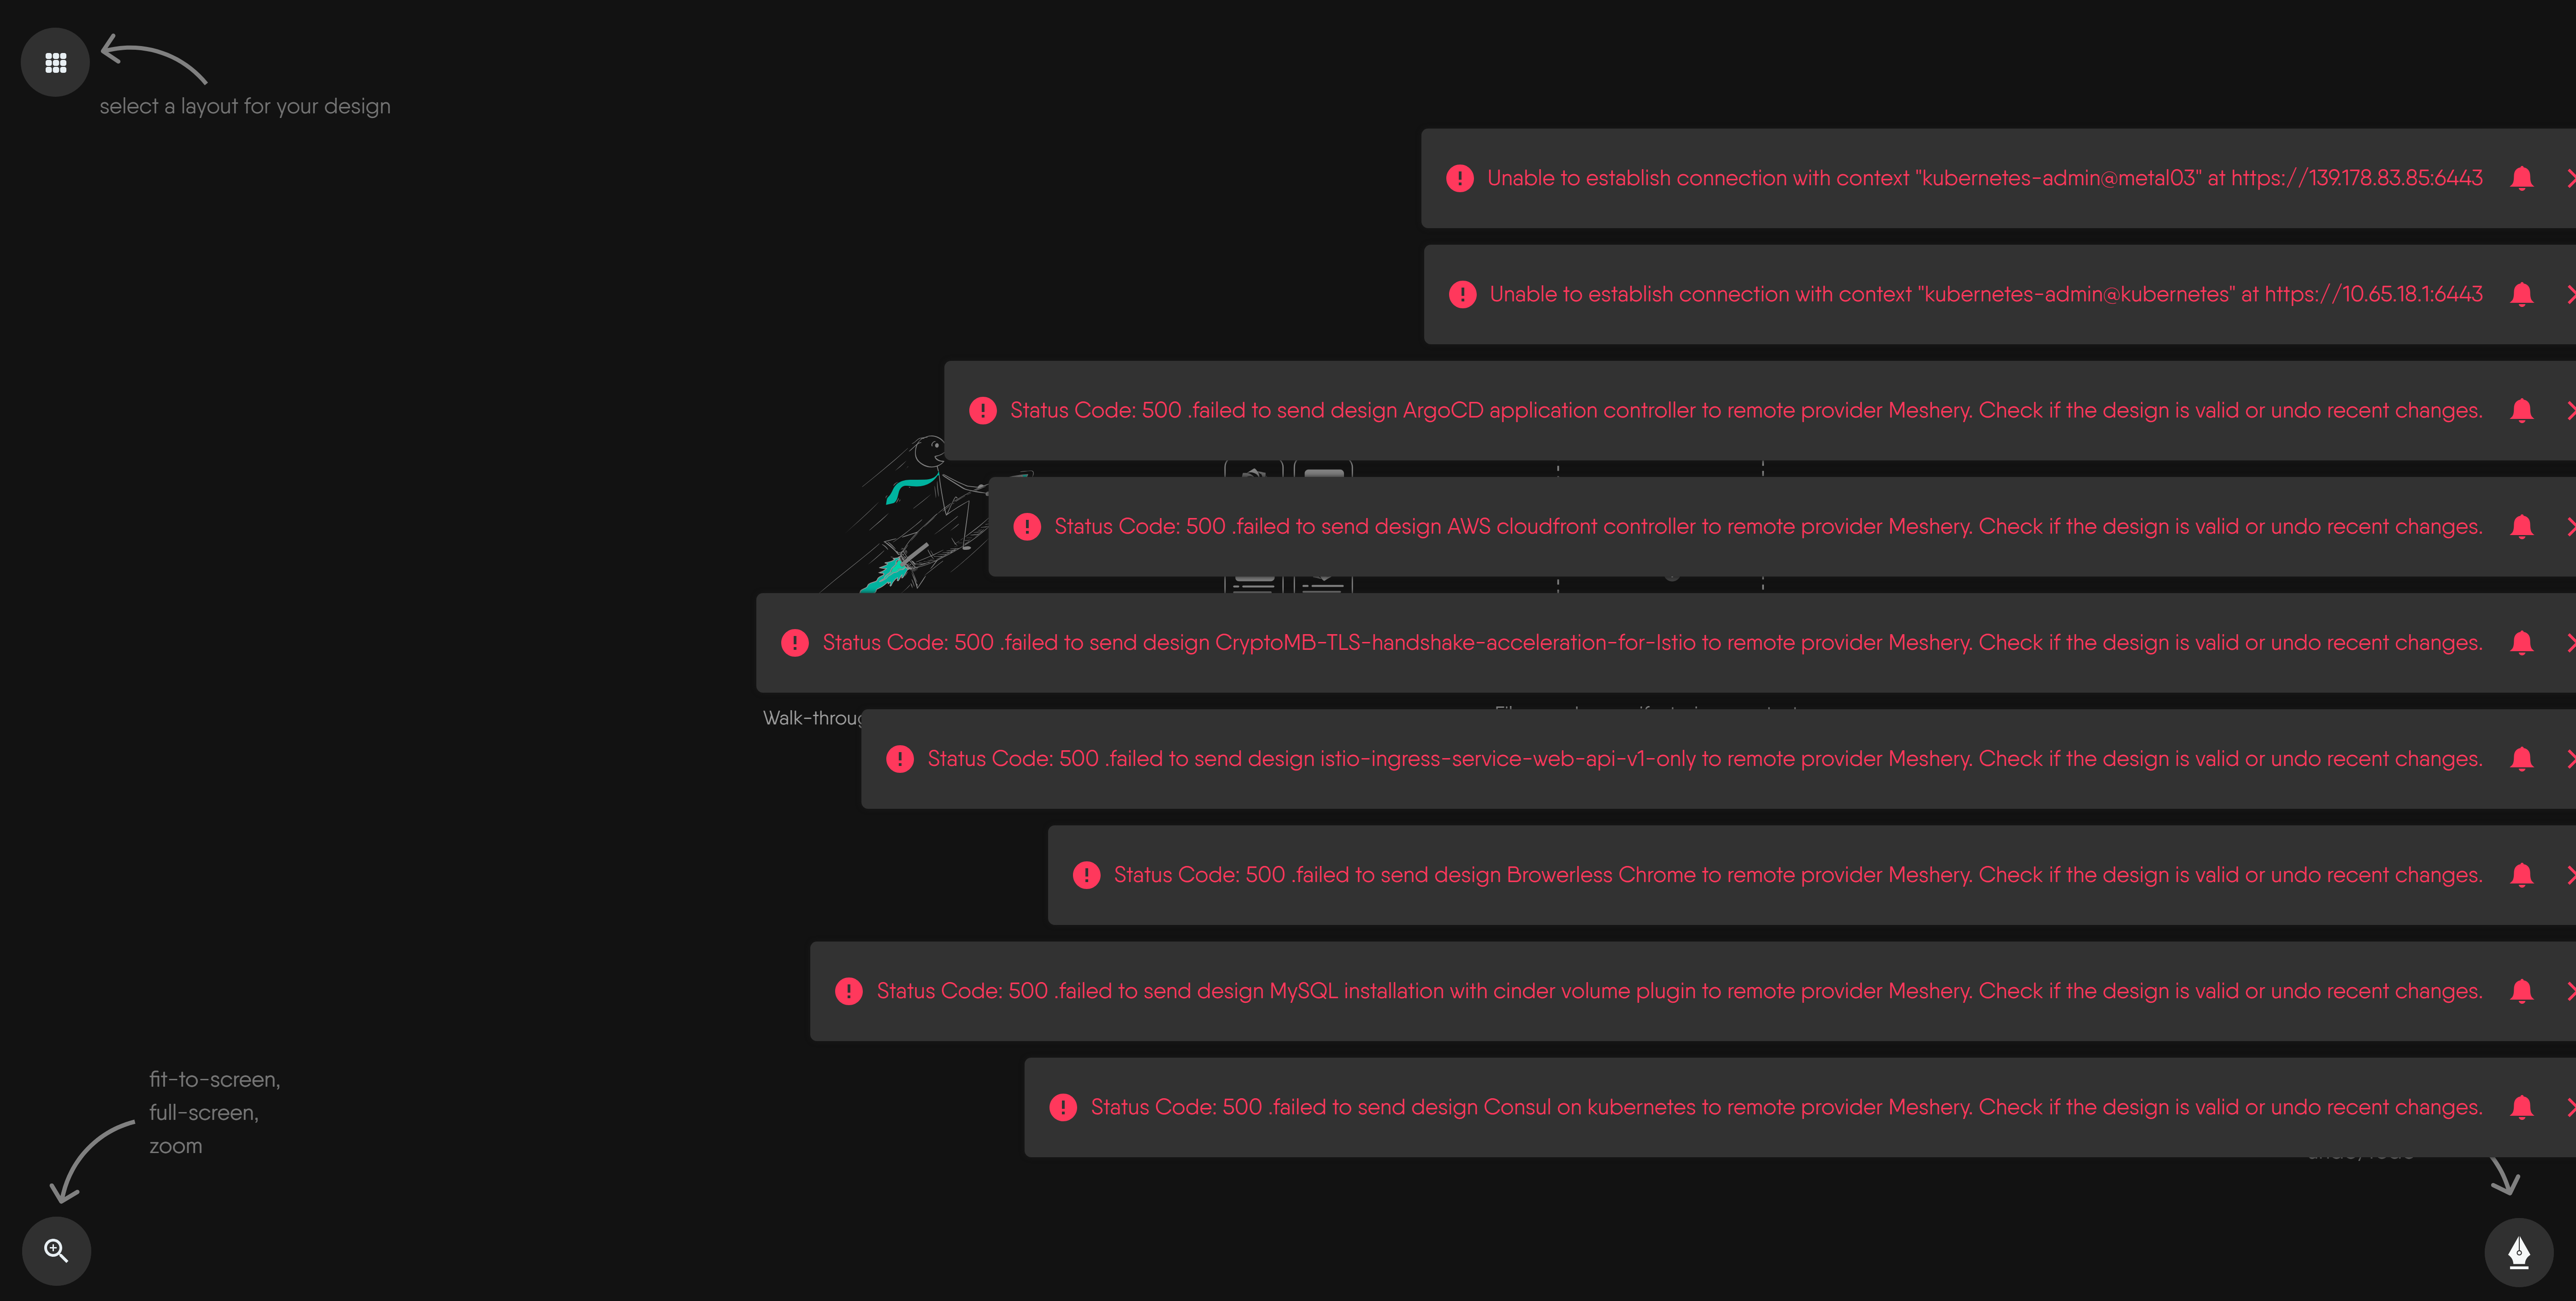 select a layout for your design
Unable to establish connection with context "kubernetes-admin@metal03" at https://139.178.83.85:6443
Unable to establish connection with context "kubernetes-admin@kubernetes" at https://10.65.18.1:6443
Status Code: 500 .failed to send design ArgoCD application controller to remote provider Meshery. Check if the design is valid or undo recent changes.
Status Code: 500 .failed to send design AWS cloudfront controller to remote provider Meshery. Check if the design is valid or undo recent changes.
Status Code: 500 .failed to send design CryptoMB-TLS-handshake-acceleration-for-Istio to remote provider Meshery. Check if the design is valid or undo recent changes.
Walk-throug
Status Code: 500 .failed to send design istio-ingress-service-web-api-v1-only to remote provider Meshery. Check if the design is valid or undo recent changes.
Status Code: 500 .failed to send design Browerless Chrome to remote provider Meshery. Check if the design is valid or undo recent changes.
Status Code: 500 .failed to send design MySQL installation with cinder volume plugin to remote provider Meshery. Check if the design is valid or undo recent changes.
Status Code: 500 .failed to send design Consul on kubernetes to remote provider Meshery. Check if the design is valid or undo recent changes.
fit-to-screen,
full-screen,
zoom